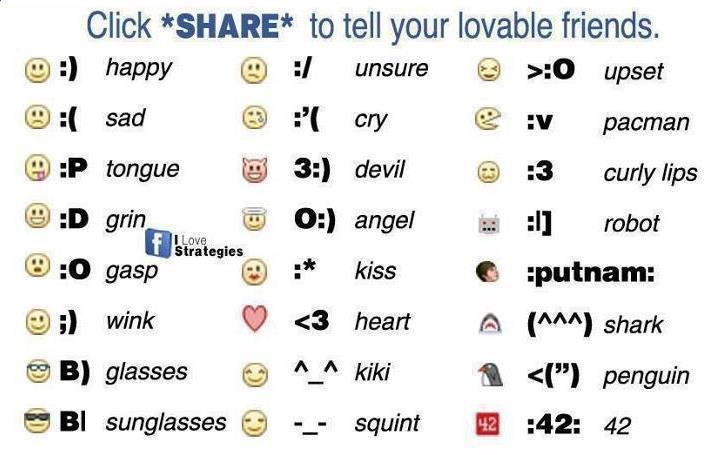 Click *SHARE* to tell your lovable friends.
:) happy :/ unsure >:O upset
:( sad :'( cry :v pacman
:P tongue 3:) devil :3 curly lips
:D grin O:) angel :|] robot
f I Love
Strategies
:O gasp :* kiss :putnam:
;) wink <3 heart (^^^) shark
B) glasses ^_^ kiki <(”) penguin
B| sunglasses -_- squint 42 :42: 42